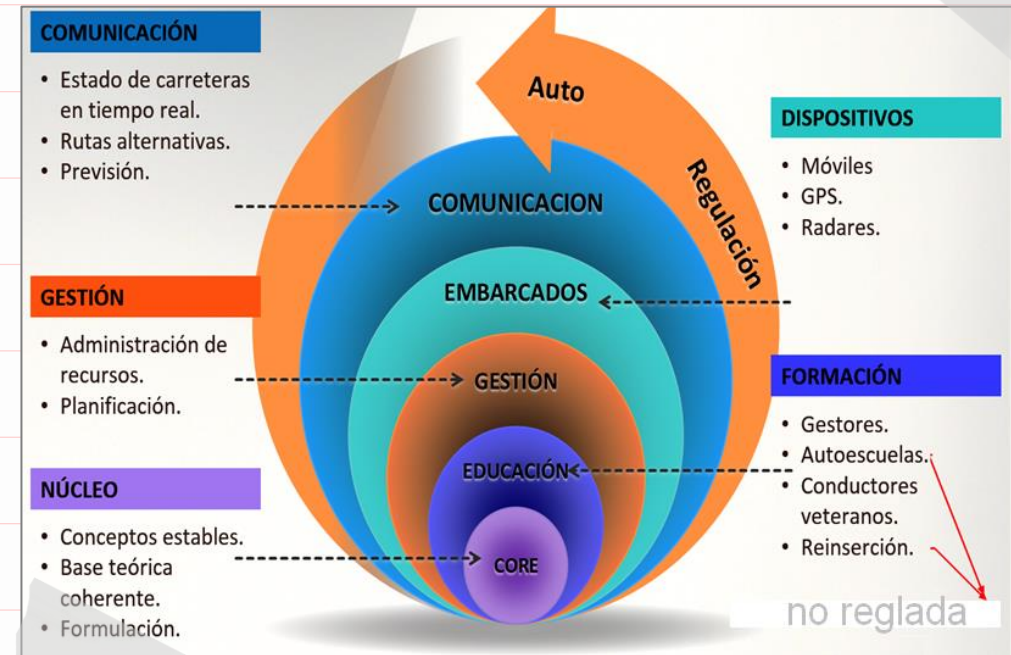 COMUNICACIÓN
• Estado de carreteras
en tiempo real.
• Rutas alternativas.
• Previsión.
GESTIÓN
• Administración de
recursos.
• Planificación.
NÚCLEO
• Conceptos estables.
• Base teórica
coherente.
• Formulación.
Auto
Regulación
COMUNICACION
EMBARCADOS
GESTIÓN
EDUCACIÓN
CORE
DISPOSITIVOS
• Móviles
• GPS.
• Radares.
FORMACIÓN
• Gestores.
• Autoescuelas.
• Conductores
veteranos.
• Reinserción.
no reglada